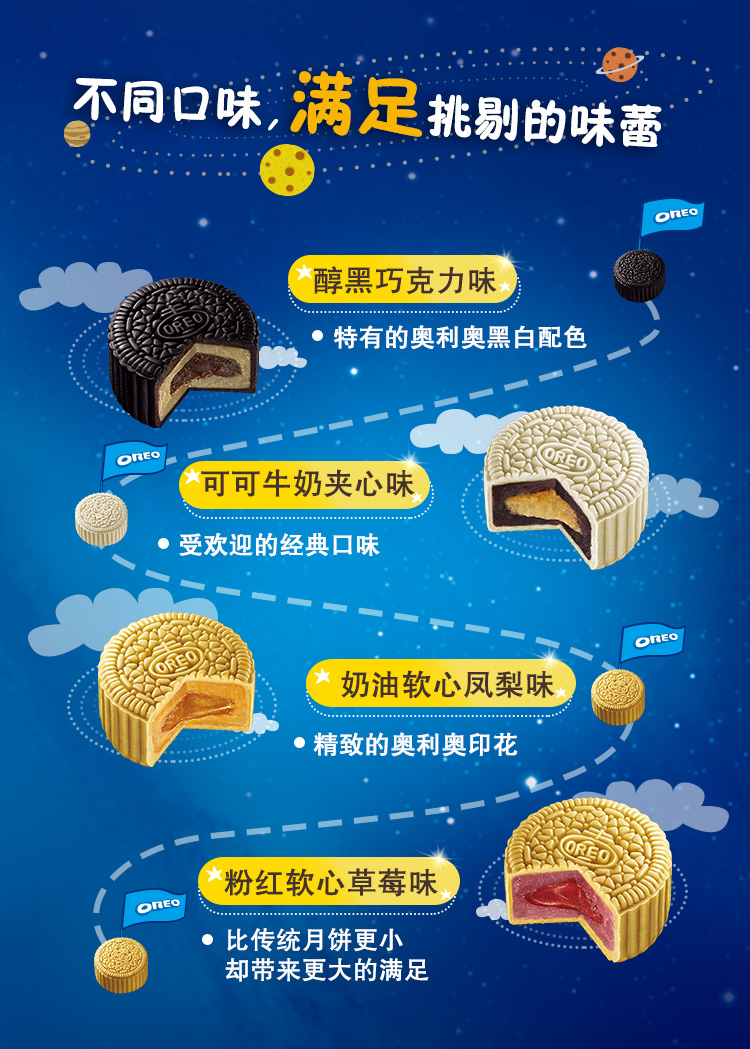 不同口味,满足挑剔的味蕾
OREO
醇黑巧克力味
OREO
• 特有的奥利奥黑白配色
OREO
OREO
可可牛奶夹心味
• 受欢迎的经典口味
OREO
OREO
奶油软心凤梨味
• 精致的奥利奥印花
OREO
粉红软心草莓味
OREO
• 比传统月饼更小
却带来更大的满足